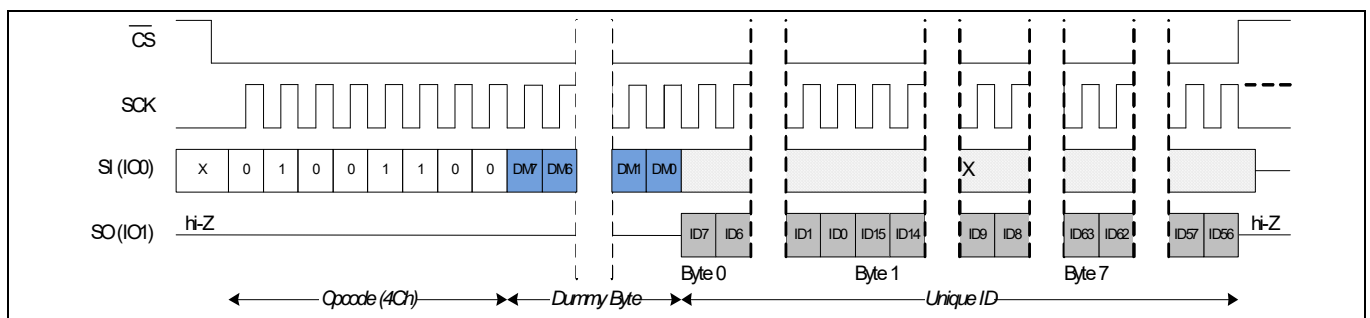 CS
SCK
SI (IO0) X 0 1 0 0 1 1 0 0 DM7 DM6 DM1 DM0 X
SO (IO1) hi-Z ID7 ID6 ID1 ID0 ID15 ID14 ID9 ID8 ID63 ID62 ID57 ID56 hi-Z
Byte 0 Byte 1 Byte 7
Opcode (4Ch) Dummy Byte Unique ID